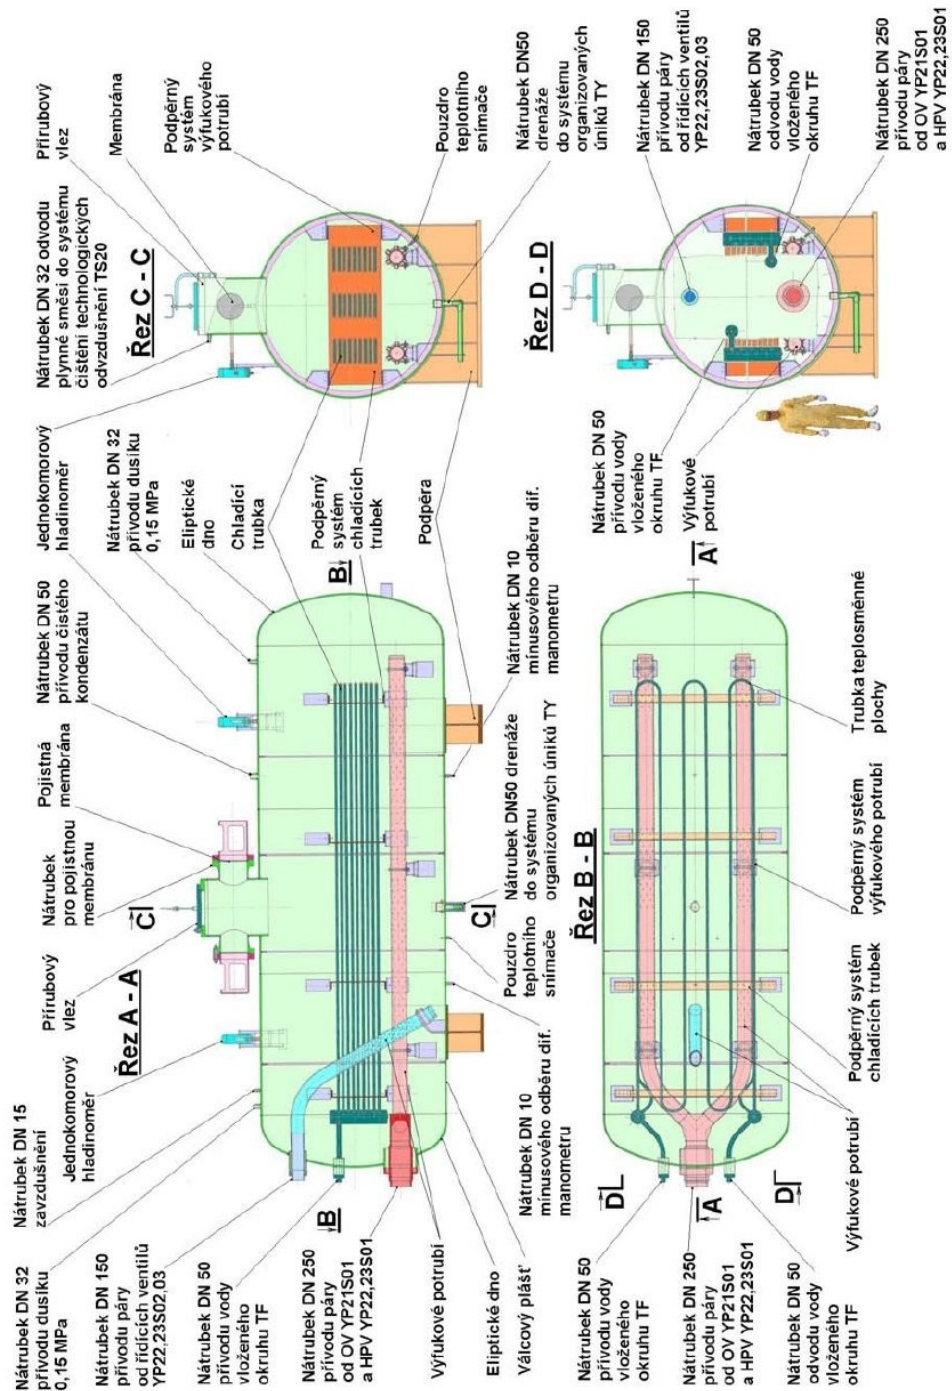 Nátrubek DN 32
přívodu dusíku
0,15 MPa
Nátrubek DN 15
zavzdušnění
Jednokomorový
hladinoměr
Řez A - A
Přírubový
vlez
C
Nátrubek
pro pojistnou
membránu
Pojistná
membrána
Nátrubek DN 50
přívodu čistého
kondenzátu
Jednokomorový
hladinoměr
Nátrubek DN 32
přívodu dusíku
0,15 MPa
Eliptické
dno
Chladící
trubka
Podpěrný
systém
chladících
trubek
B
Podpěra
Nátrubek DN 150
přívodu páry
od řídících ventilů
YP22,23S02,03
Nátrubek DN 50
přívodu vody
vloženého
okruhu TF
B
Nátrubek DN 250
přívodu páry
od OV YP21S01
a HPV YP22,23S01
Výfukové potrubí
Eliptické dno
Válcový plášť
Nátrubek DN 10
mínusového odběru dif.
manometru
Pouzdro
teplotního
snímače
C
Nátrubek DN50 drenáže
do systému
organizovaných úniků TY
Nátrubek DN 10
mínusového odběru dif.
manometru
Nátrubek DN 32 odvodu
plynné směsi do systému
čistění technologických
odvzdušnění TS20
Řez C - C
Přírubový
vlez
Membrána
Podpěrný
systém
výfukového
potrubí
Pouzdro
teplotního
snímače
Nátrubek DN50
drenáže
do systému
organizovaných
úniků TY
Řez B - B
D
Nátrubek DN 50
přívodu vody
vloženého
okruhu TF
Nátrubek DN 250
přívodu páry
od OV YP21S01
a HPV YP22,23S01
A
Nátrubek DN 50
odvodu vody
vloženého
okruhu TF
D
Výfukové potrubí
Podpěrný systém
chladících trubek
Podpěrný systém
výfukového potrubí
Trubka teplosměnné
plochy
A
Řez D - D
Nátrubek DN 50
přívodu vody
vloženého
okruhu TF
Výfukové
potrubí
Nátrubek DN 150
přívodu páry
od řídících ventilů
YP22,23S02,03
Nátrubek DN 50
odvodu vody
vloženého
okruhu TF
Nátrubek DN 250
přívodu páry
od OV YP21S01
a HPV YP22,23S01